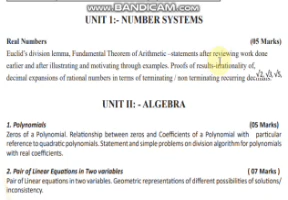 WWW.BANDICAM.COM
UNIT 1:- NUMBER SYSTEMS
Real Numbers (05 Marks)
Euclid's division lemma, Fundamental Theorem of Arithmetic -statements after reviewing work done
earlier and after illustrating and motivating through examples. Proofs of results-irrationality of, √2, √3, √5,
decimal expansions of rational numbers in terms of terminating / non terminating recurring decimals.
UNIT II: - ALGEBRA
1. Polynomials (05 Marks)
Zeros of a Polynomial. Relationship between zeros and Coefficients of a Polynomial with particular
reference to quadratic polynomials. Statement and simple problems on division algorithm for polynomials
with real coefficients.
2. Pair of Linear Equations in Two variables (07 Marks)
Pair of Linear equations in two variables. Geometric representations of different possibilities of solutions/
inconsistency.